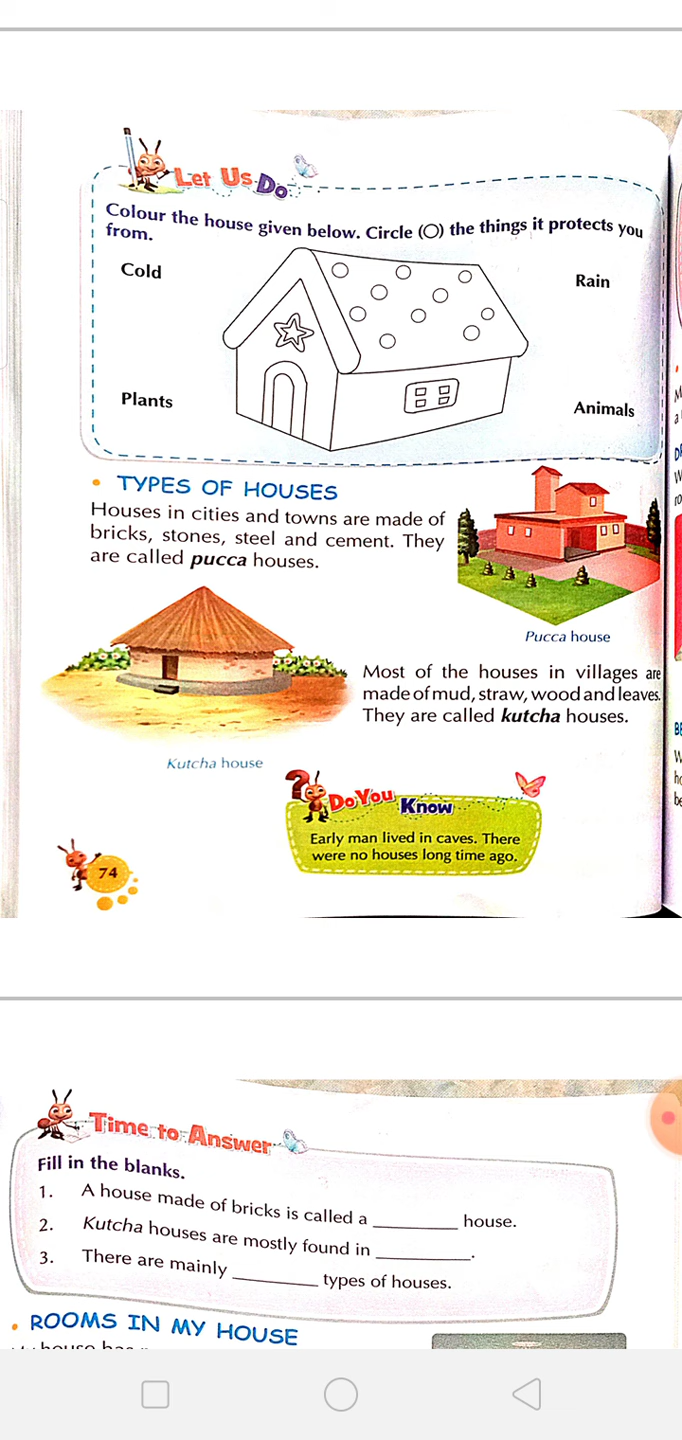 Let Us Do
Colour the house given below. Circle (O) the things it protects you
from.
Cold
Rain
Plants
Animals
• TYPES OF HOUSES
Houses in cities and towns are made of
bricks, stones, steel and cement. They
are called pucca houses.
Pucca house
Most of the houses in villages are
made of mud, straw, wood and leaves.
They are called kutcha houses.
Kutcha house
Do You Know
Early man lived in caves. There
were no houses long time ago.
74
Time to Answer
Fill in the blanks.
1. A house made of bricks is called a ________ house.
2. Kutcha houses are mostly found in ________.
3. There are mainly ________ types of houses.
• ROOMS IN MY HOUSE